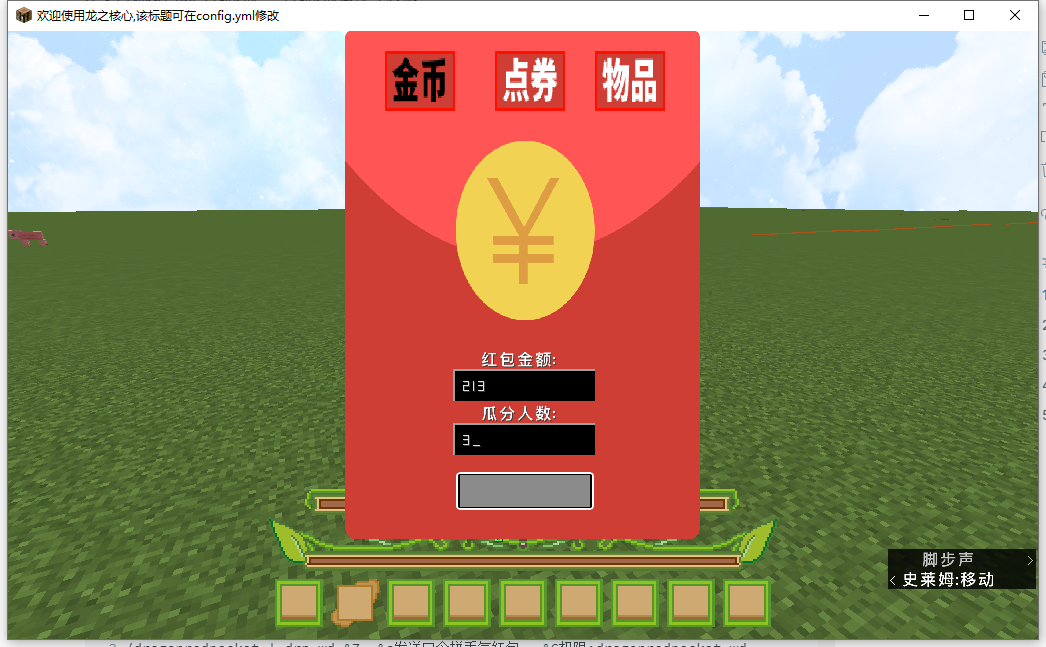 欢迎使用龙之核心,该标题可在config.yml修改
金币 点券 物品
¥
红包金额:
213
瓜分人数:
3_
脚步声 >
< 史莱姆:移动